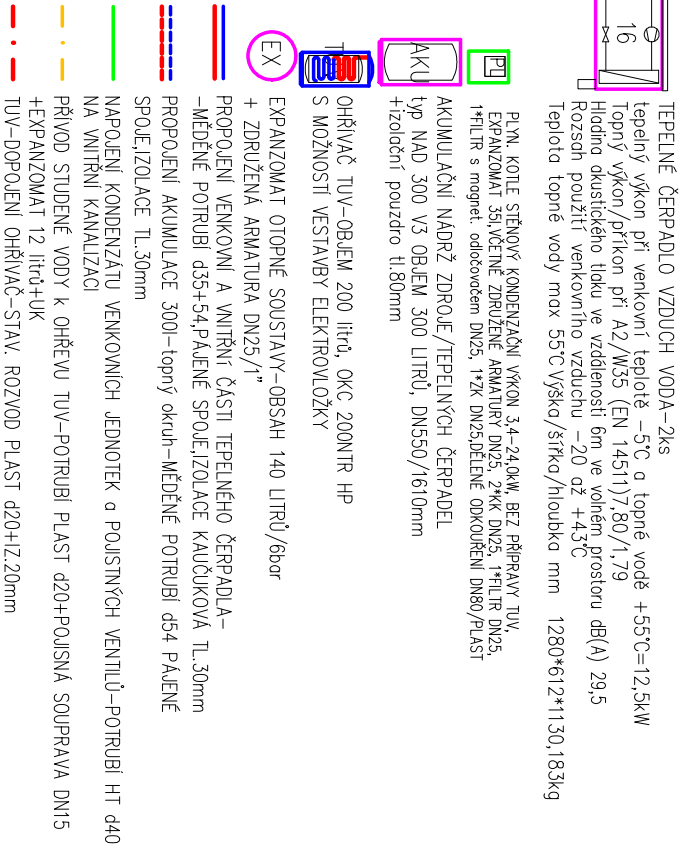 16
TEPELNÉ ČERPADLO VZDUCH VODA-2ks
tepelný výkon při venkovní teplotě -5°C a topné vodě +55°C=12,5kW
Topný výkon/příkon při A2/W35 (EN 14511)7,80/1,79
Hladina akustického tlaku ve vzdálenosti 6m ve volném prostoru dB(A) 29,5
Rozsah použití venkovního vzduchu -20 až +43°C
Teplota topné vody max 55°C Výška/šířka/hloubka mm 1280*612*1130,183kg
PLYN. KOTLE STĚNOVÝ KONDENZAČNÍ VÝKON 3,4-24,0kW, BEZ PŘÍPRAVY TUV,
EXPANZOMAT 35l,VČETNĚ ZDRUŽENÉ ARMATURY DN25, 2*KK DN25, 1*FILTR DN25,
1*FILTR s magnet. odločovačem DN25, 1*ZK DN25,DĚLENÉ ODKOUŘENÍ DN80/PLAST
AKU
AKUMULAČNÍ NÁDRŽ ZDROJE/TEPELNÝCH ČERPADEL
typ NAD 300 V3 OBJEM 300 LITRŮ, DN550/1610mm
+izolační pouzdro tl.80mm
OHŘÍVAČ TUV-OBJEM 200 litrů, OKC 200NTR HP
S MOŽNOSTÍ VESTAVBY ELEKTROVLOŽKY
EX
EXPANZOMAT OTOPNÉ SOUSTAVY-OBSAH 140 LITRŮ/6bar
+ ZDRUŽENÁ ARMATURA DN25/1"
PROPOJENÍ VENKOVNÍ A VNITŘNÍ ČÁSTI TEPELNÉHO ČERPADLA-
-MĚDĚNÉ POTRUBÍ d35+54,PÁJENÉ SPOJE,IZOLACE KAUČUKOVÁ TL.30mm
PROPOJENÍ AKUMULACE 300l-topný okruh-MĚDĚNÉ POTRUBÍ d54 PÁJENÉ
SPOJE,IZOLACE TL.30mm
NAPOJENÍ KONDENZÁTU VENKOVNÍCH JEDNOTEK a POJISTNÝCH VENTILŮ-POTRUBÍ HT d40
NA VNITŘNÍ KANALIZACI
PŘÍVOD STUDENÉ VODY k OHŘEVU TUV-POTRUBÍ PLAST d20+POJISNÁ SOUPRAVA DN15
+EXPANZOMAT 12 litrů+UK
TUV-DOPOJENÍ OHŘÍVAČ-STAV. ROZVOD PLAST d20+IZ.20mm